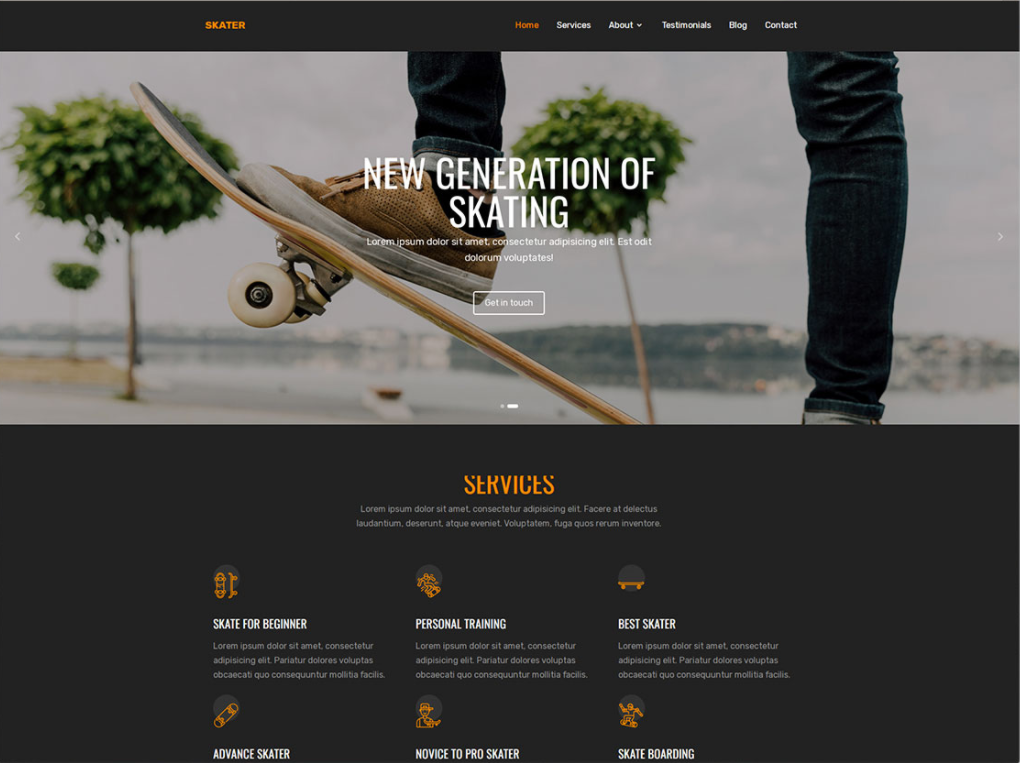 SKATER
Home Services About Testimonials Blog Contact
NEW GENERATION OF
SKATING
Lorem ipsum dolor sit amet, consectetur adipisicing elit. Est odit
dolorum voluptates!
Get in touch
SERVICES
Lorem ipsum dolor sit amet, consectetur adipisicing elit. Facere at delectus
laudantium, deserunt, atque eveniet. Voluptatem, fuga quos rerum inventore.
SKATE FOR BEGINNER
Lorem ipsum dolor sit amet, consectetur
adipisicing elit. Pariatur dolores voluptas
obcaecati quo consequuntur mollitia facilis.
PERSONAL TRAINING
Lorem ipsum dolor sit amet, consectetur
adipisicing elit. Pariatur dolores voluptas
obcaecati quo consequuntur mollitia facilis.
BEST SKATER
Lorem ipsum dolor sit amet, consectetur
adipisicing elit. Pariatur dolores voluptas
obcaecati quo consequuntur mollitia facilis.
ADVANCE SKATER
NOVICE TO PRO SKATER
SKATE BOARDING